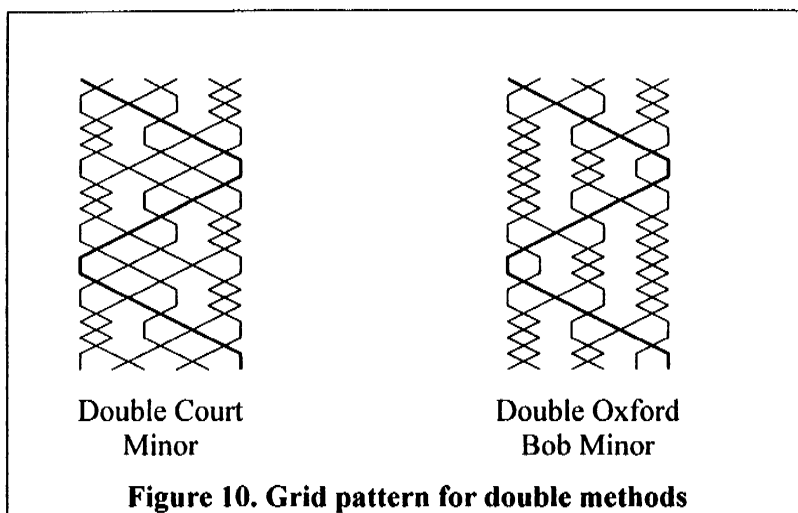 Double Court
Minor
Double Oxford
Bob Minor
Figure 10. Grid pattern for double methods